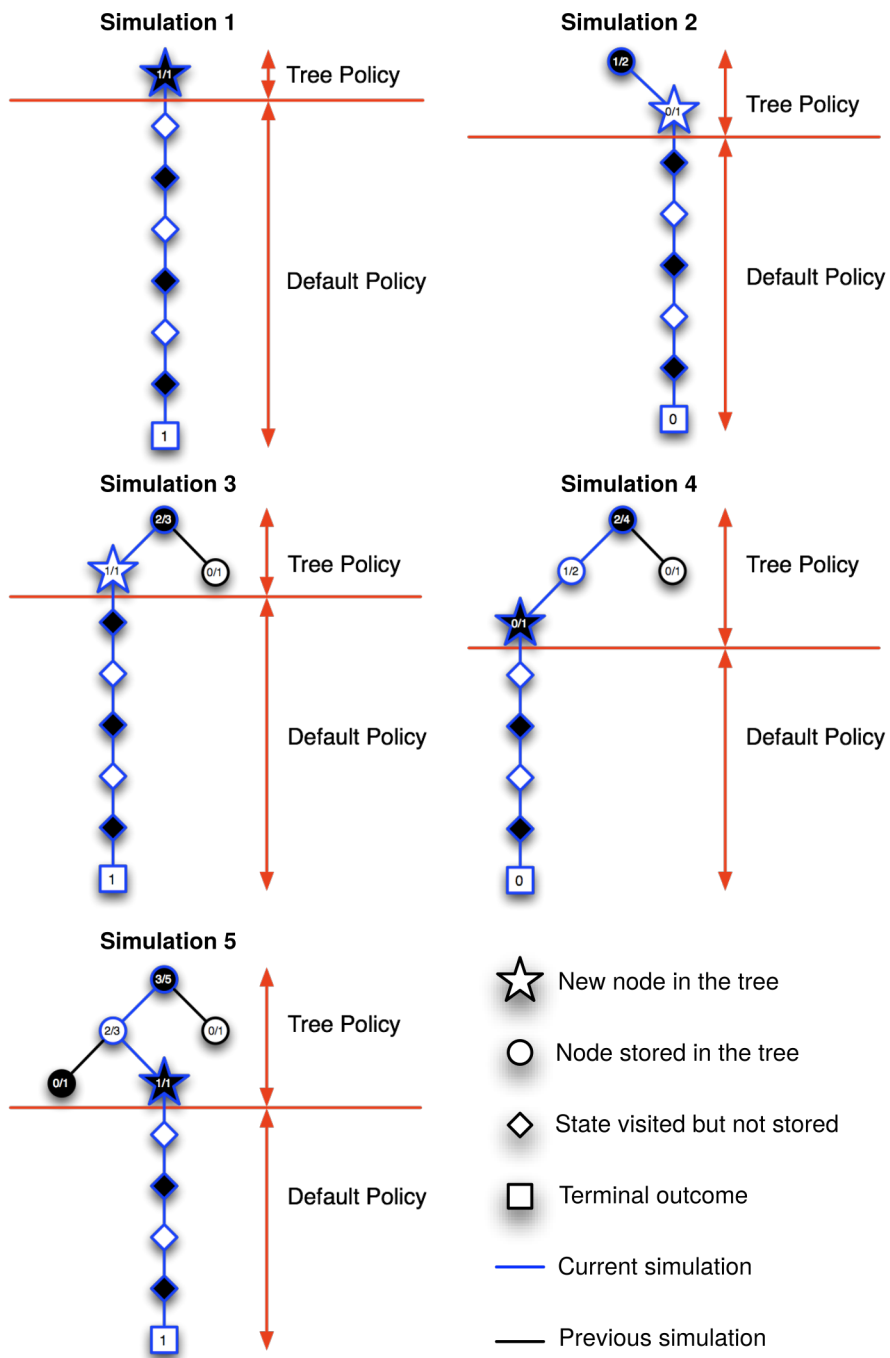 Simulation 1
1/1
Tree Policy
Default Policy
1
Simulation 2
1/2
0/1
Tree Policy
Default Policy
0
Simulation 3
2/3
1/1
0/1
Tree Policy
Default Policy
1
Simulation 4
2/4
1/2
0/1
0/1
Tree Policy
Default Policy
0
Simulation 5
3/5
2/3
0/1
Tree Policy
0/1
1/1
Default Policy
1
New node in the tree
Node stored in the tree
State visited but not stored
Terminal outcome
Current simulation
Previous simulation